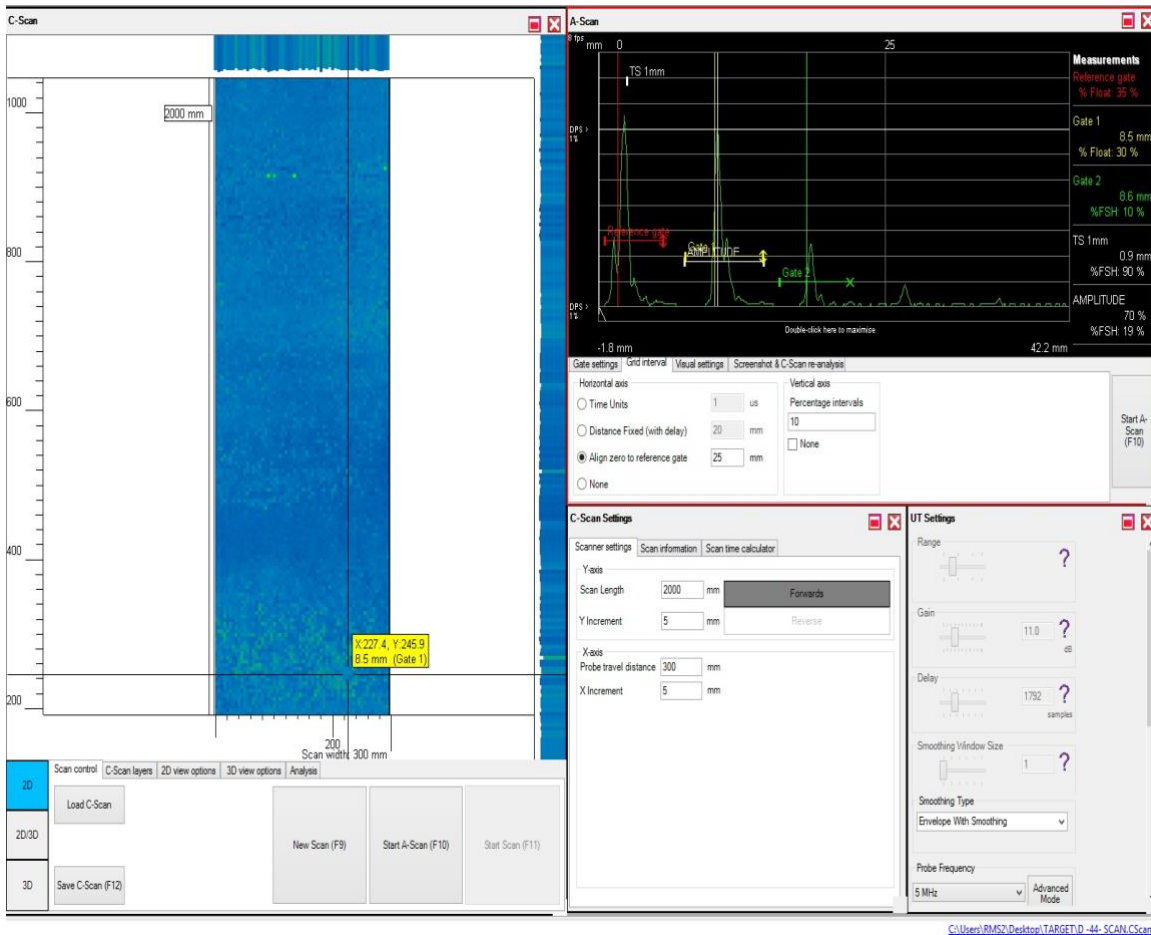 C-Scan
1000
2000 mm
800
600
400
200
X:227.4, Y:245.9
8.5 mm (Gate 1)
200
Scan width: 300 mm
2D
2D/3D
3D
Scan control
C-Scan layers
2D view options
3D view options
Analysis
Load C-Scan
New Scan (F9)
Start A-Scan (F10)
Start Scan (F11)
Save C-Scan (F12)
A-Scan
8 fps
mm
0
25
TS 1mm
DPS >
1%
Reference gate
Gate 1
AMPLITUDE
Gate 2
DPS >
1%
Double-click here to maximise
-1.8 mm
42.2 mm
Measurements
Reference gate
% Float: 35 %
Gate 1
8.5 mm
% Float: 30 %
Gate 2
8.6 mm
%FSH: 10 %
TS 1mm
0.9 mm
%FSH: 90 %
AMPLITUDE
70 %
%FSH: 19 %
Gate settings
Grid interval
Visual settings
Screenshot & C-Scan re-analysis
Horizontal axis
Time Units
1
us
Distance Fixed (with delay)
20
mm
Align zero to reference gate
25
mm
None
Vertical axis
Percentage intervals
10
None
Start A-
Scan
(F10)
C-Scan Settings
Scanner settings
Scan information
Scan time calculator
Y-axis
Scan Length
2000
mm
Forwards
Y Increment
5
mm
Reverse
X-axis
Probe travel distance
300
mm
X Increment
5
mm
UT Settings
Range
?
Gain
11.0
?
dB
Delay
1792
?
samples
Smoothing Window Size
1
?
Smoothing Type
Envelope With Smoothing
Probe Frequency
5 MHz
Advanced
Mode
C:\Users\RMS2\Desktop\TARGET\D -44- SCAN.CScan